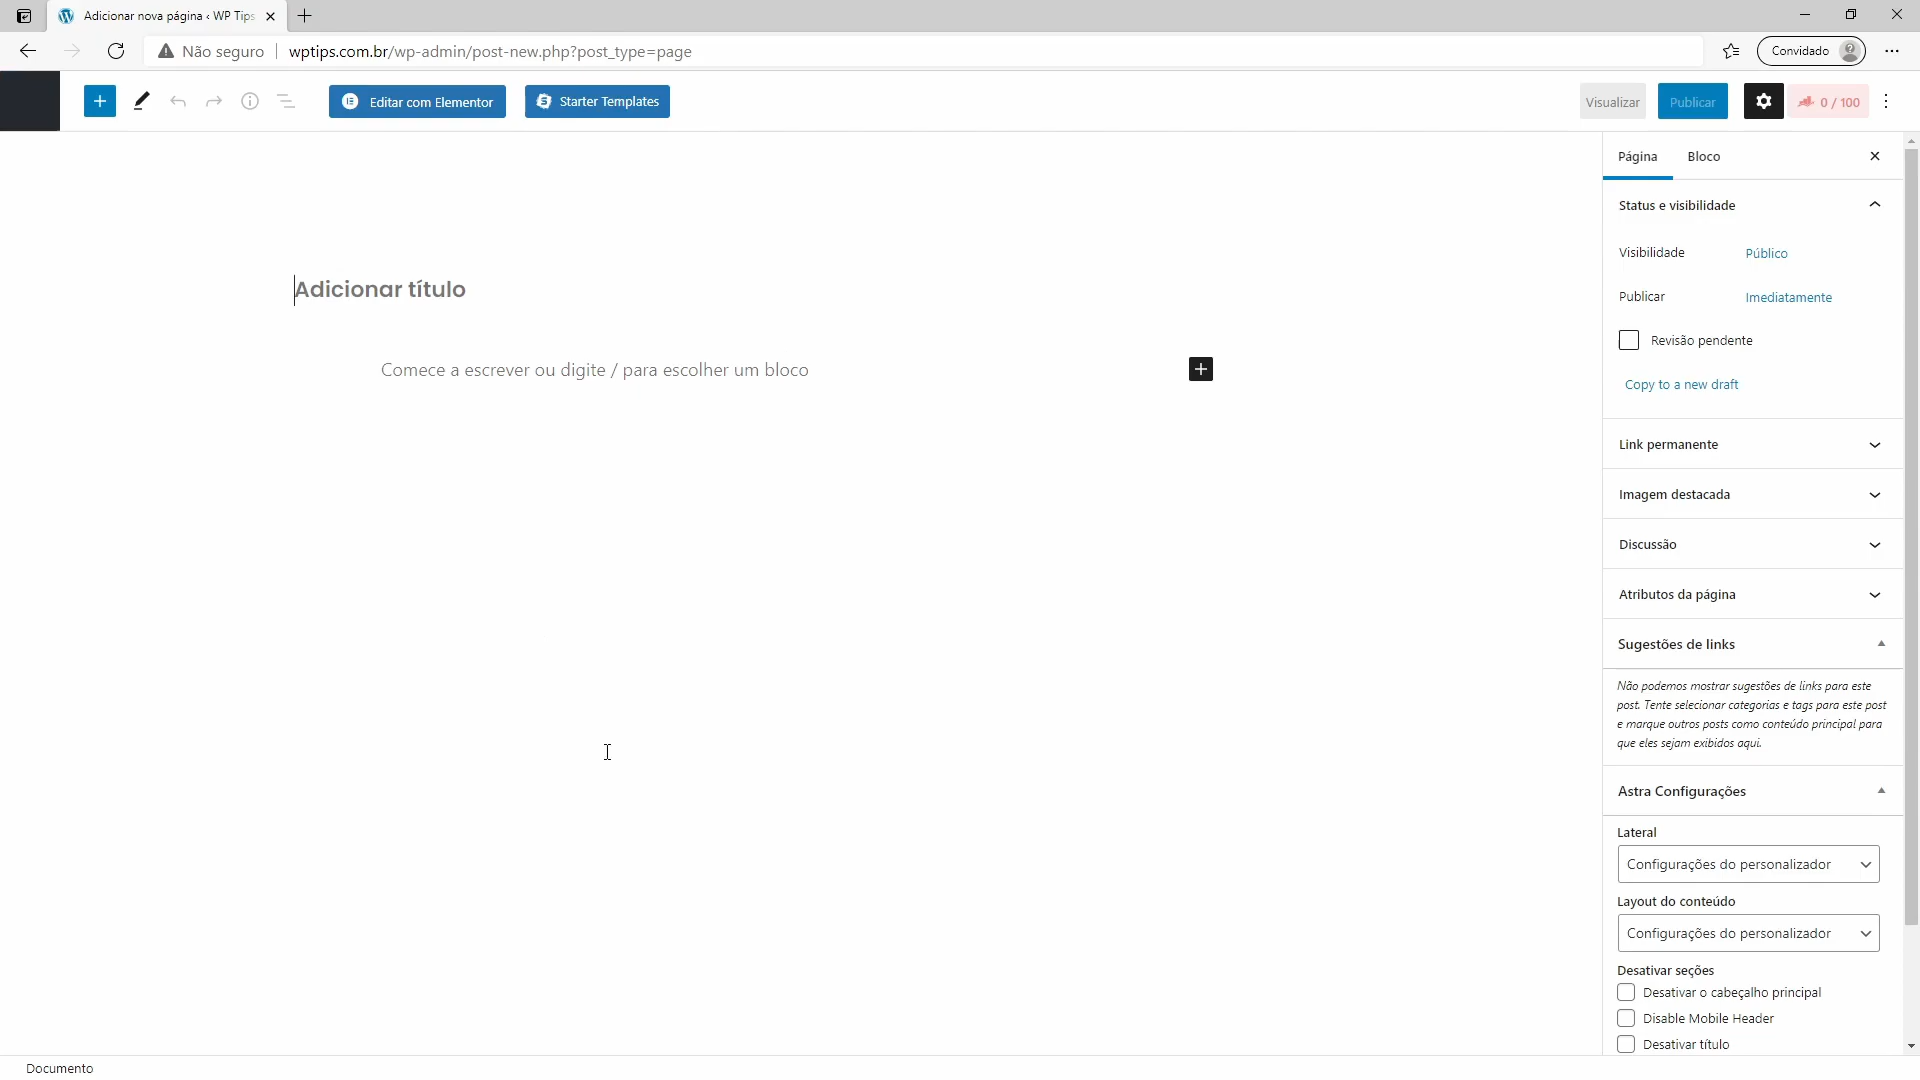 Adicionar nova página ‹ WP Tips
Não seguro
wptips.com.br/wp-admin/post-new.php?post_type=page
Convidado
Editar com Elementor
Starter Templates
Visualizar
Publicar
0 / 100
Página
Bloco
Status e visibilidade
Visibilidade
Público
Publicar
Imediatamente
Revisão pendente
Copy to a new draft
Adicionar título
Comece a escrever ou digite / para escolher um bloco
Link permanente
Imagem destacada
Discussão
Atributos da página
Sugestões de links
Não podemos mostrar sugestões de links para este
post. Tente selecionar categorias e tags para este post
e marque outros posts como conteúdo principal para
que eles sejam exibidos aqui.
Astra Configurações
Lateral
Configurações do personalizador
Layout do conteúdo
Configurações do personalizador
Desativar seções
Desativar o cabeçalho principal
Disable Mobile Header
Desativar título
Documento